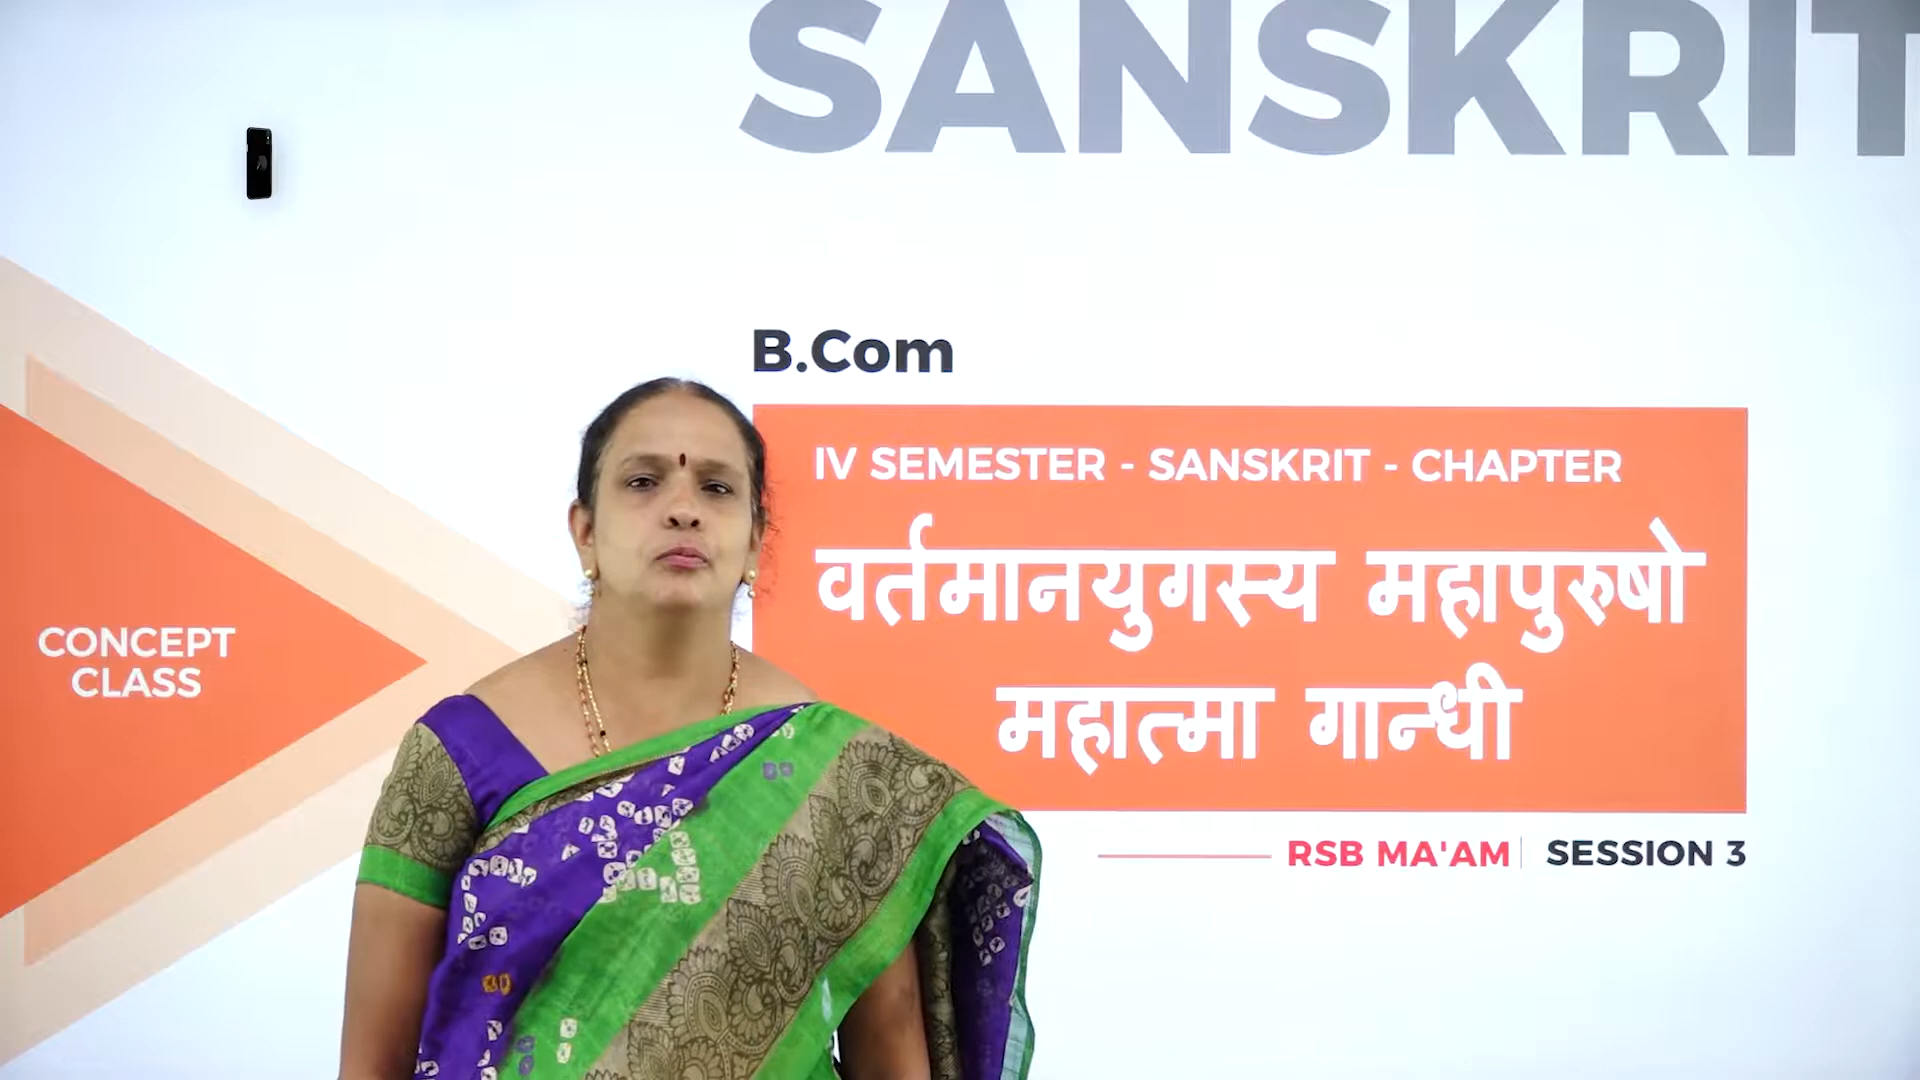 SANSKRIT
B.Com
IV SEMESTER - SANSKRIT - CHAPTER
वर्तमानयुगस्य महापुरुषो
महात्मा गान्धी
CONCEPT
CLASS
RSB MA'AM | SESSION 3